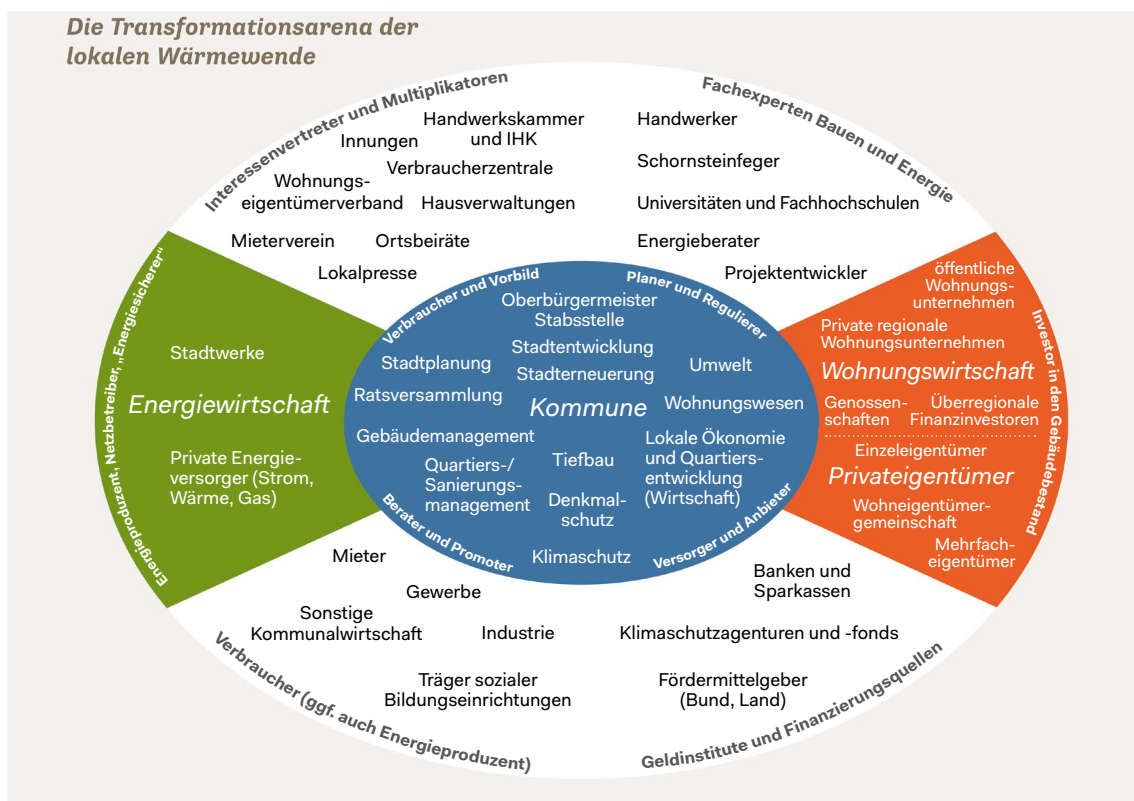 Die Transformationsarena der
lokalen Wärmewende
Interessenvertreter und Multiplikatoren
Handwerkskammer
und IHK
Innungen
Verbraucherzentrale
Wohnungs-
eigentümerverband
Hausverwaltungen
Mieterverein
Ortsbeiräte
Lokalpresse
Fachexperten Bauen und Energie
Handwerker
Schornsteinfeger
Universitäten und Fachhochschulen
Energieberater
Projektentwickler
Energieproduzent, Netzbetreiber, „Energiesicherer“
Stadtwerke
Energiewirtschaft
Private Energie-
versorger (Strom,
Wärme, Gas)
Verbraucher und Vorbild
Planer und Regulierer
Oberbürgermeister
Stabsstelle
Stadtentwicklung
Stadtplanung
Stadterneuerung
Umwelt
Ratsversammlung
Kommune
Wohnungswesen
Gebäudemanagement
Lokale Ökonomie
und Quartiers-
entwicklung
(Wirtschaft)
Tiefbau
Quartiers-/
Sanierungs-
management
Denkmal-
schutz
Klimaschutz
Berater und Promoter
Versorger und Anbieter
öffentliche
Wohnungs-
unternehmen
Private regionale
Wohnungsunternehmen
Wohnungswirtschaft
Genossen-
schaften
Überregionale
Finanzinvestoren
Einzeleigentümer
Privateigentümer
Wohneigentümer-
gemeinschaft
Mehrfach-
eigentümer
Investor in den Gebäudebestand
Mieter
Gewerbe
Sonstige
Kommunalwirtschaft
Industrie
Träger sozialer
Bildungseinrichtungen
Verbraucher (ggf. auch Energieproduzent)
Banken und
Sparkassen
Klimaschutzagenturen und -fonds
Fördermittelgeber
(Bund, Land)
Geldinstitute und Finanzierungsquellen